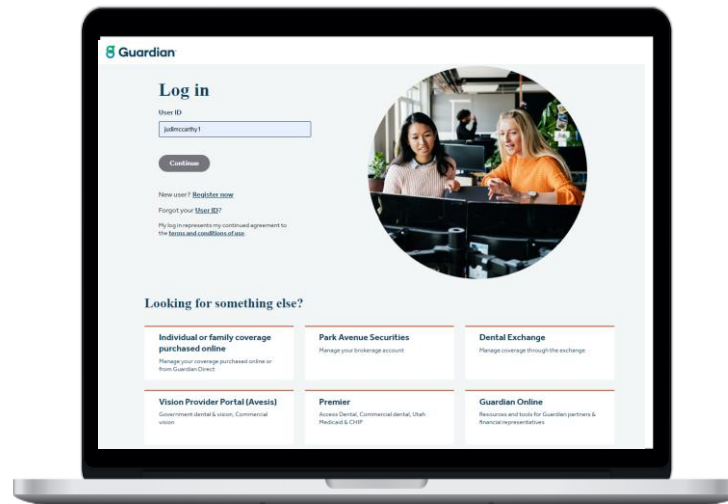 Guardian
Log in
User ID
judimccarthy1
Continue
New user? Register now
Forgot your User ID?
My log in represents my continued agreement to
the terms and conditions of use.
Looking for something else?
Individual or family coverage
purchased online
Manage your coverage purchased online or
from Guardian Direct
Park Avenue Securities
Manage your brokerage account
Dental Exchange
Manage coverage through the exchange
Vision Provider Portal (Avesis)
Government dental & vision, Commercial
vision
Premier
Access Dental, Commercial dental, Utah
Medicaid & CHIP
Guardian Online
Resources and tools for Guardian partners &
financial representatives